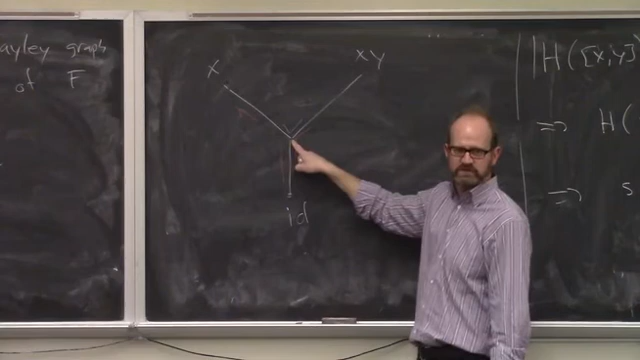 ayley graph
of F
x
xy
id
||H([x,y]
⇒ H(
⇒ s